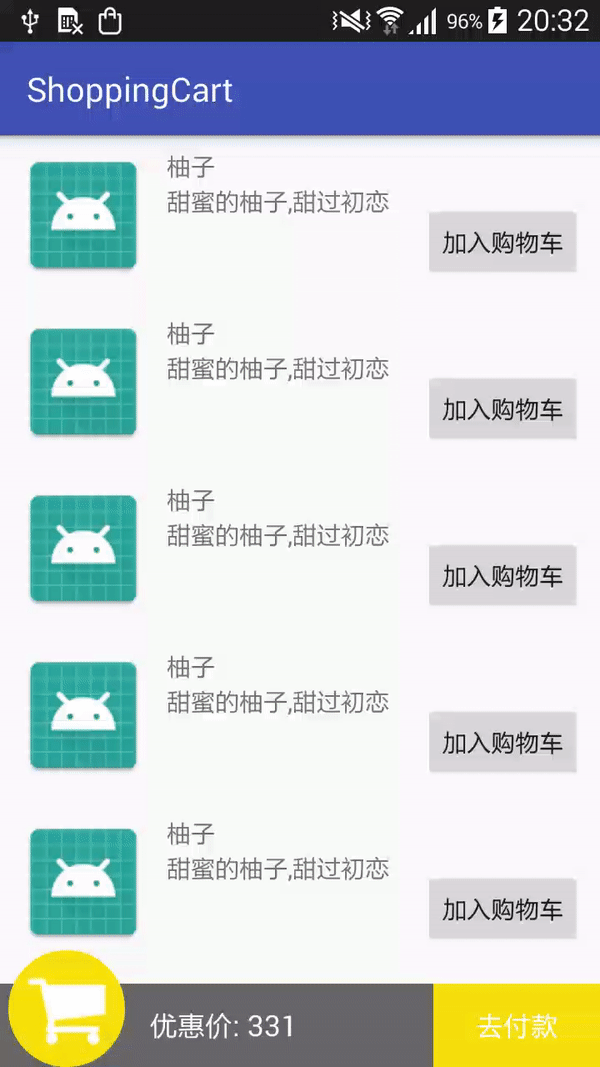 96% 20:32
ShoppingCart
柚子
甜蜜的柚子,甜过初恋
加入购物车
柚子
甜蜜的柚子,甜过初恋
加入购物车
柚子
甜蜜的柚子,甜过初恋
加入购物车
柚子
甜蜜的柚子,甜过初恋
加入购物车
柚子
甜蜜的柚子,甜过初恋
加入购物车
优惠价: 331 去付款